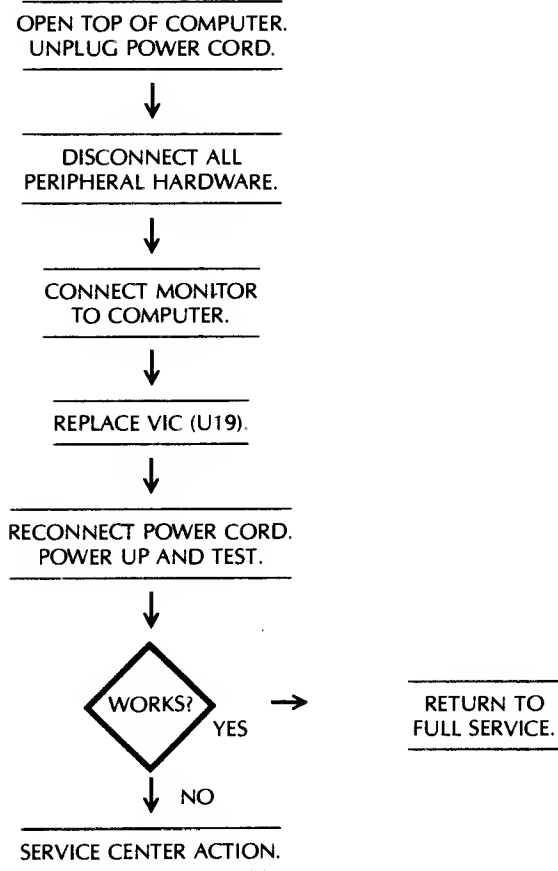 OPEN TOP OF COMPUTER.
UNPLUG POWER CORD.
DISCONNECT ALL
PERIPHERAL HARDWARE.
CONNECT MONITOR
TO COMPUTER.
REPLACE VIC (U19).
RECONNECT POWER CORD.
POWER UP AND TEST.
WORKS?
YES
RETURN TO
FULL SERVICE.
NO
SERVICE CENTER ACTION.